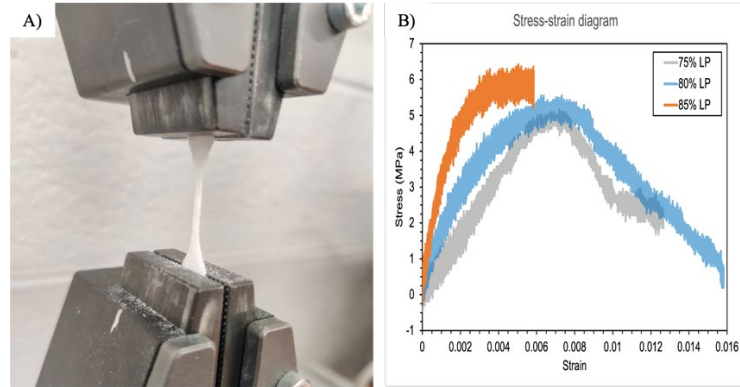 A)
B)
Stress-strain diagram
7
6
5
4
3
2
1
0
-1
Stress (MPa)
75% LP
80% LP
85% LP
0 0.002 0.004 0.006 0.008 0.010 0.012 0.014 0.016
Strain